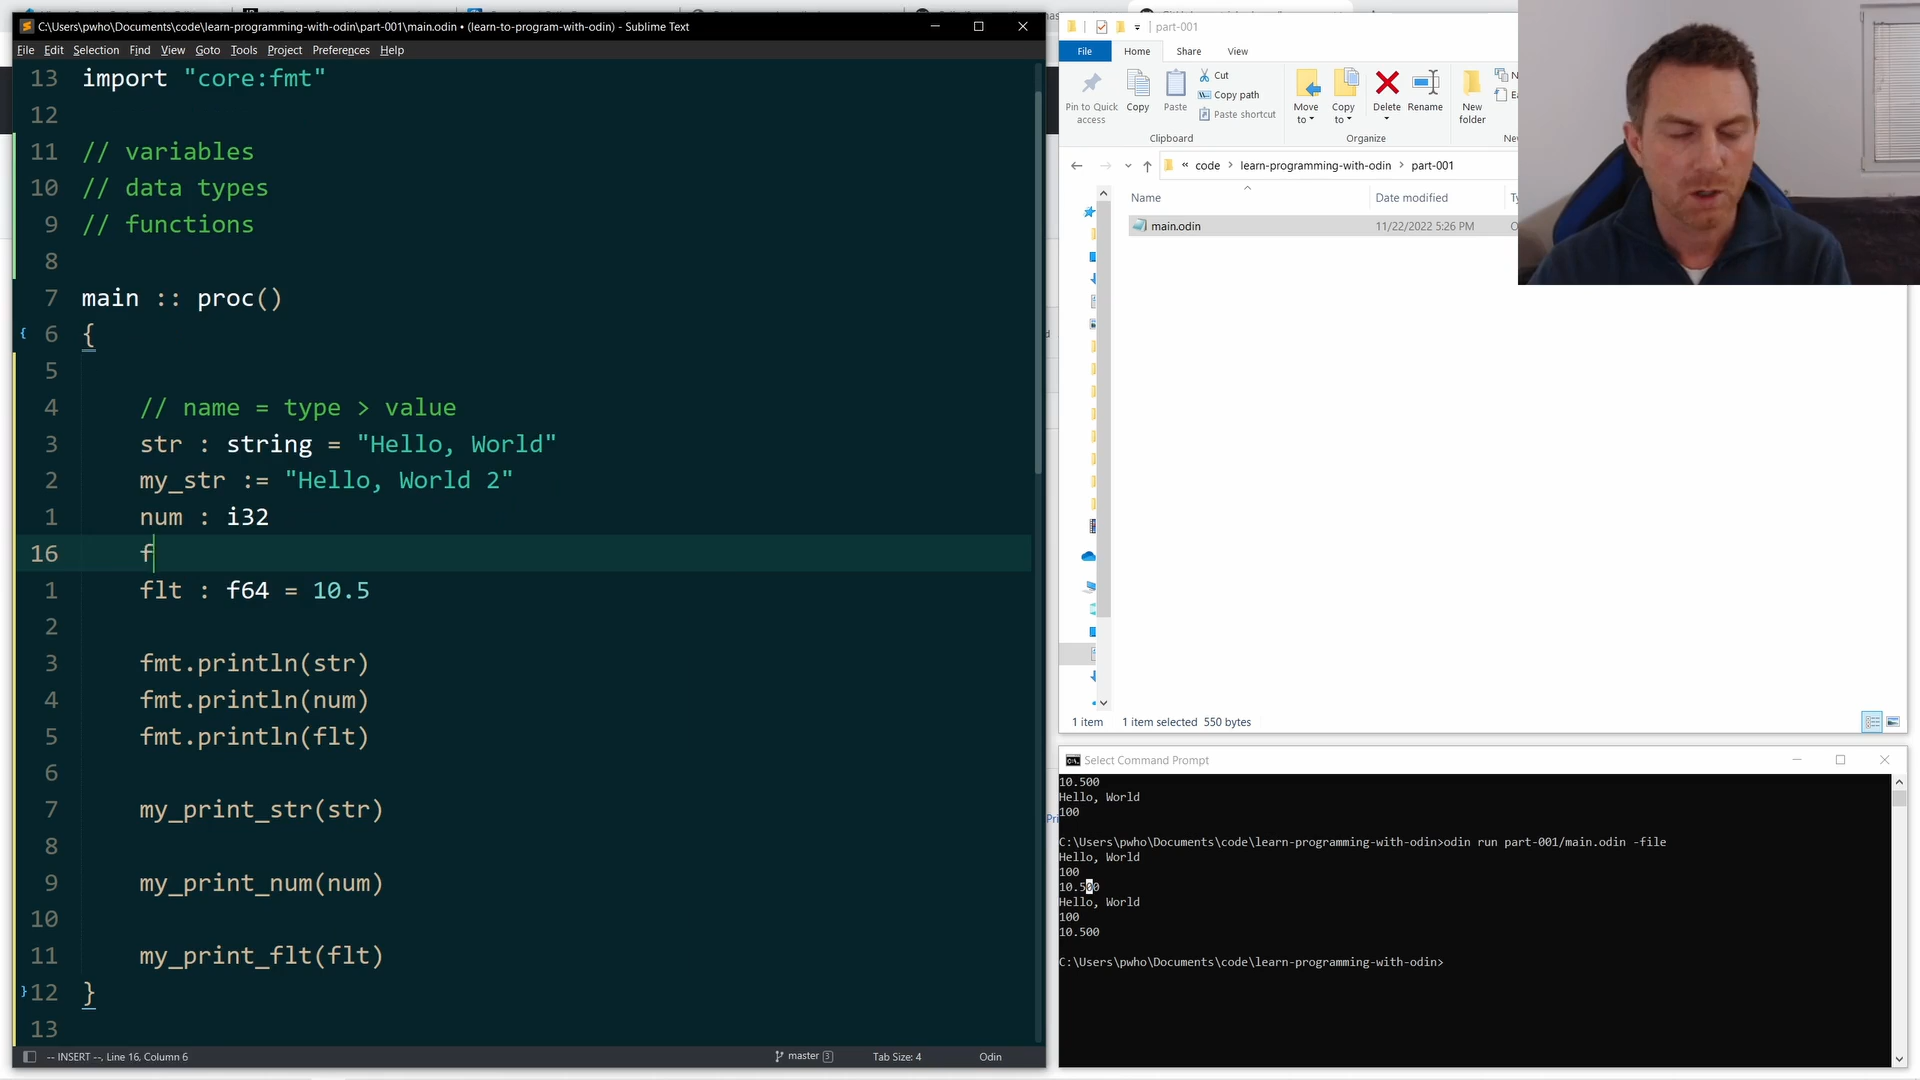 C:\Users\pwho\Documents\code\learn-programming-with-odin\part-001\main.odin • (learn-to-program-with-odin) - Sublime Text
File Edit Selection Find View Goto Tools Project Preferences Help
13 import "core:fmt"
12
11 // variables
10 // data types
9 // functions
8
7 main :: proc()
6 {
5
4 // name = type > value
3 str : string = "Hello, World"
2 my_str := "Hello, World 2"
1 num : i32
16 f
1 flt : f64 = 10.5
2
3 fmt.println(str)
4 fmt.println(num)
5 fmt.println(flt)
6
7 my_print_str(str)
8
9 my_print_num(num)
10
11 my_print_flt(flt)
12 }
13
-- INSERT --, Line 16, Column 6
master 3
Tab Size: 4
Odin
part-001
File Home Share View
Pin to Quick access
Copy
Paste
Cut
Copy path
Paste shortcut
Clipboard
Move to
Copy to
Delete
Rename
Organize
New folder
« code > learn-programming-with-odin > part-001
Name Date modified
main.odin 11/22/2022 5:26 PM
1 item 1 item selected 550 bytes
Select Command Prompt
10.500
Hello, World
100
C:\Users\pwho\Documents\code\learn-programming-with-odin>odin run part-001/main.odin -file
Hello, World
100
10.500
Hello, World
100
10.500
C:\Users\pwho\Documents\code\learn-programming-with-odin>